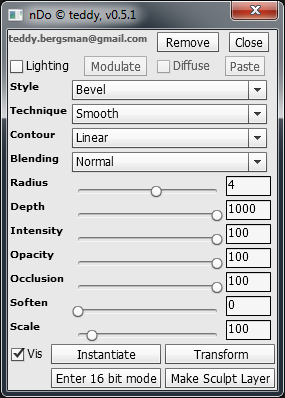 nDo © teddy, v0.5.1
teddy.bergsman@gmail.com Remove Close
Lighting Modulate Diffuse Paste
Style Bevel
Technique Smooth
Contour Linear
Blending Normal
Radius 4
Depth 1000
Intensity 100
Opacity 100
Occlusion 100
Soften 0
Scale 100
Vis Instantiate Transform
Enter 16 bit mode Make Sculpt Layer